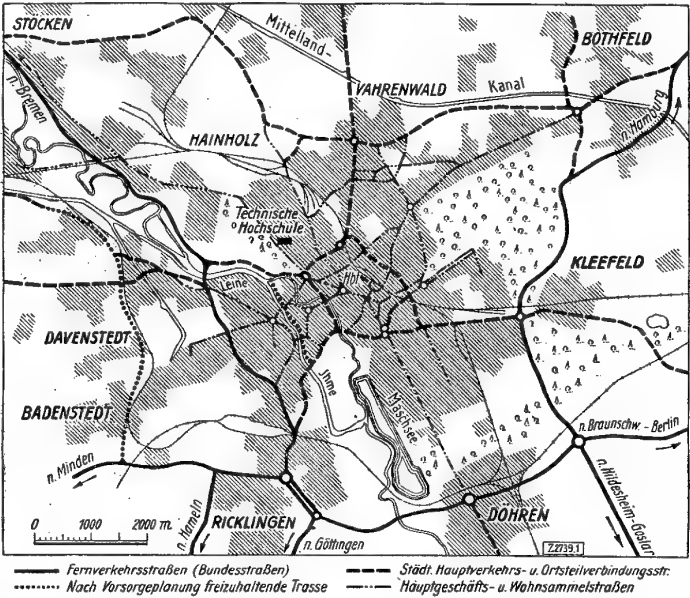 STÖCKEN
Mittelland-
BOTHFELD
n. Bremen
VAHRENWALD
Kanal
n. Hamburg
HAINHOLZ
Technische
Hochschule
KLEEFELD
Leine
Hbf
DAVENSTEDT
Ihme
Maschsee
BADENSTEDT
n. Braunschw.-Berlin
n. Minden
n. Hildesheim-Goslar
0 1000 2000 m.
n. Hameln
RICKLINGEN
n. Göttingen
DÖHREN
Z.2739.1
Fernverkehrsstraßen (Bundesstraßen)
Städt. Hauptverkehrs- u. Ortsteilverbindungsstr.
Nach Vorsorgeplanung freizuhaltende Trasse
Hauptgeschäfts- u. Wohnsammelstraßen